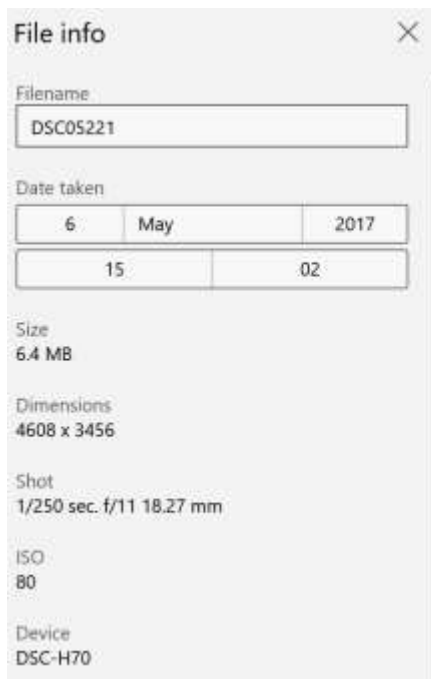 File info
Filename
DSC05221
Date taken
6 May 2017
15 02
Size
6.4 MB
Dimensions
4608 x 3456
Shot
1/250 sec. f/11 18.27 mm
ISO
80
Device
DSC-H70